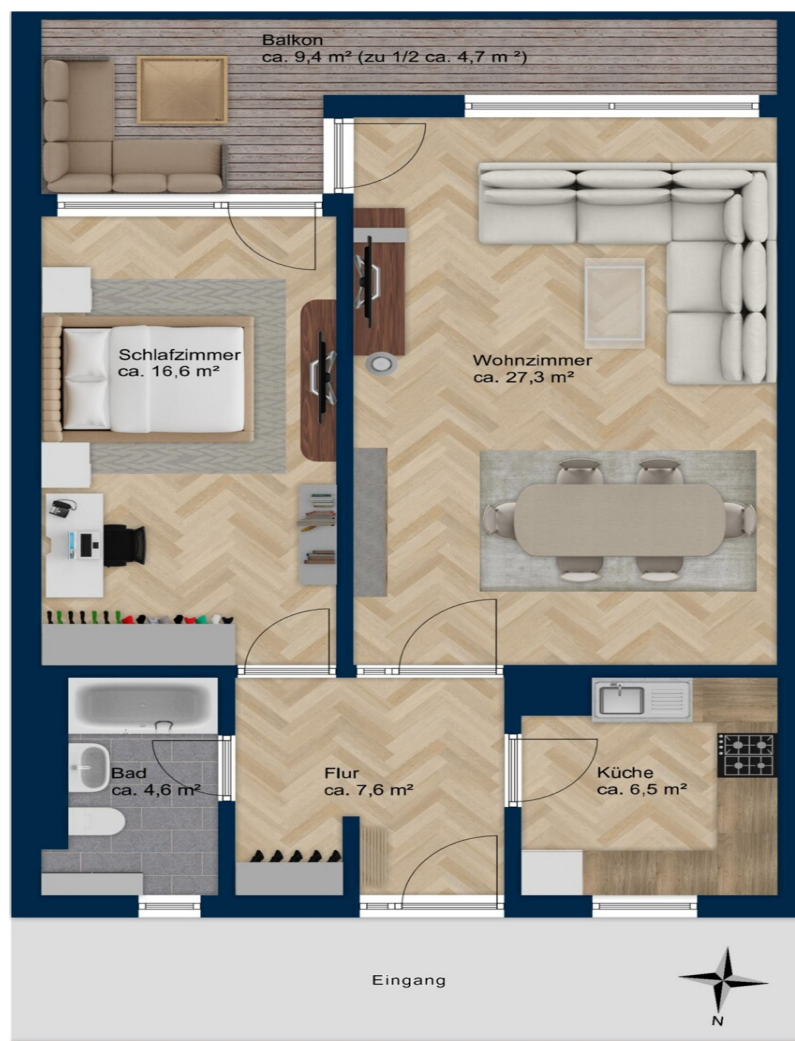 Balkon
ca. 9,4 m² (zu 1/2 ca. 4,7 m ²)
Schlafzimmer
ca. 16,6 m²
Wohnzimmer
ca. 27,3 m²
Bad
ca. 4,6 m²
Flur
ca. 7,6 m²
Küche
ca. 6,5 m²
Eingang
N